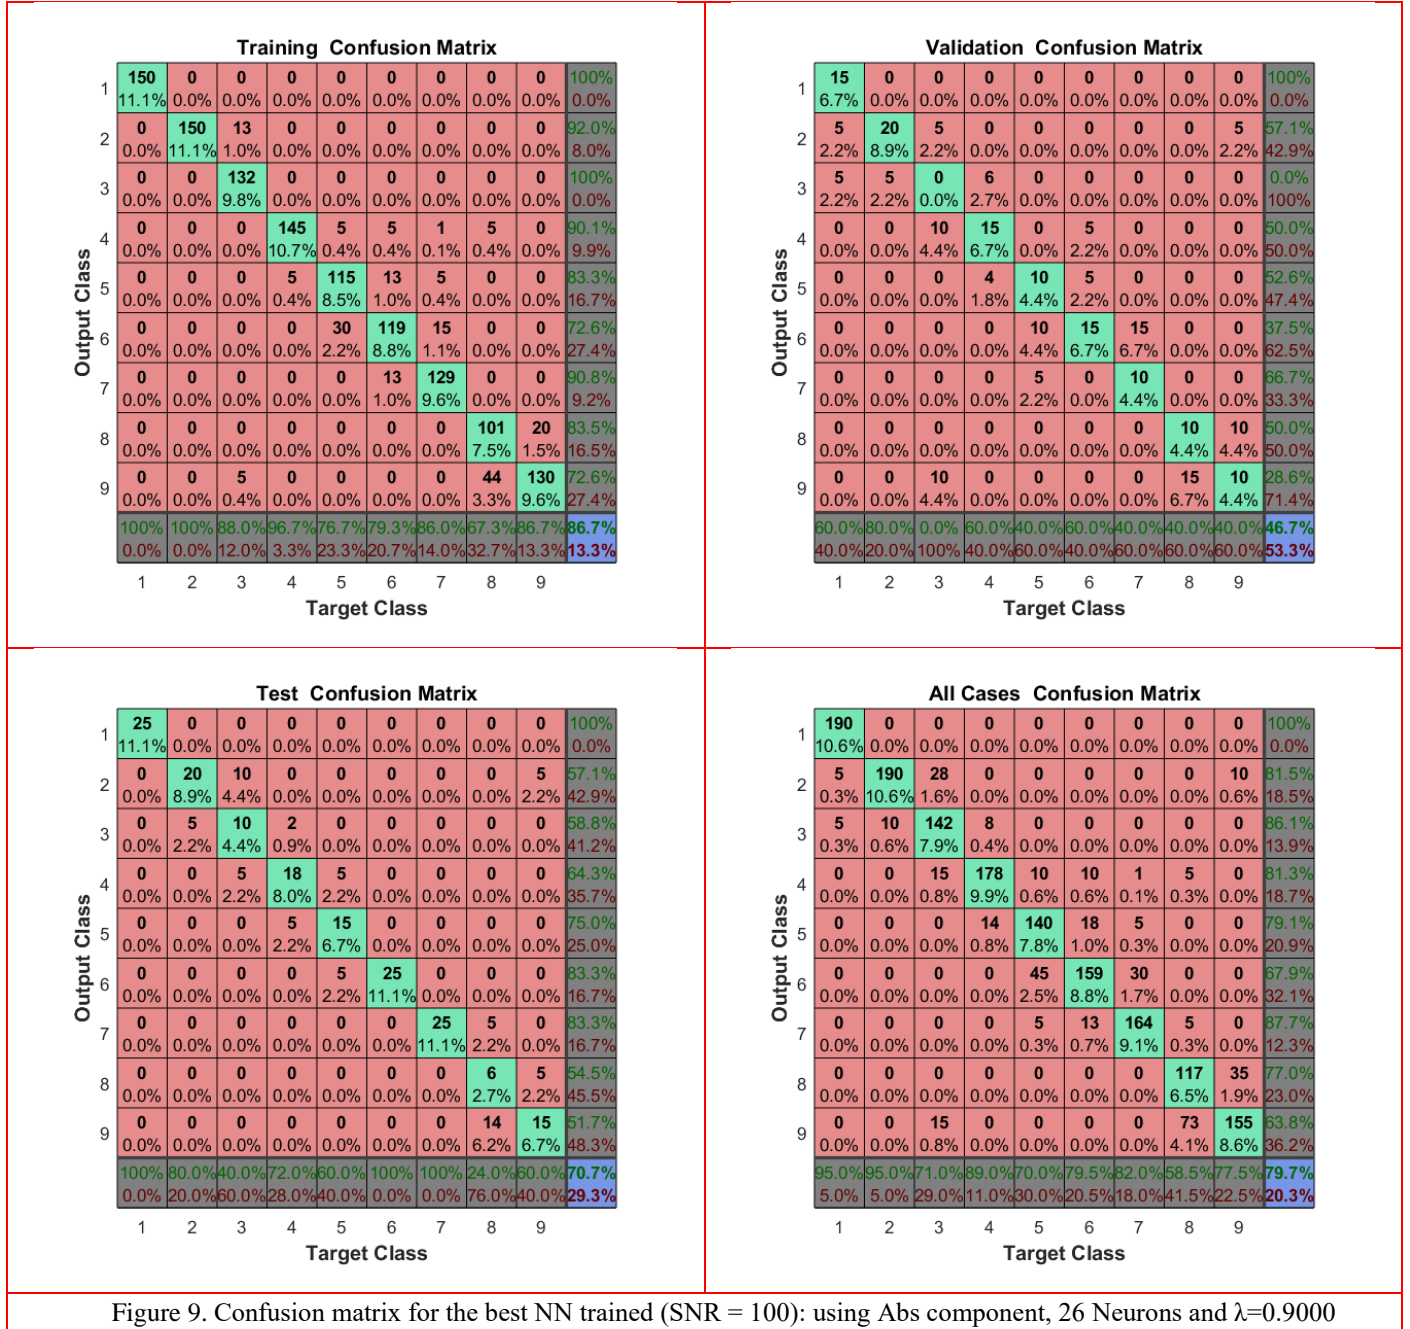 Training Confusion Matrix
Output Class
1
150 0 0 0 0 0 0 0 0 100%
11.1% 0.0% 0.0% 0.0% 0.0% 0.0% 0.0% 0.0% 0.0% 0.0%
2
0 150 13 0 0 0 0 0 0 92.0%
0.0% 11.1% 1.0% 0.0% 0.0% 0.0% 0.0% 0.0% 0.0% 8.0%
3
0 0 132 0 0 0 0 0 0 100%
0.0% 0.0% 9.8% 0.0% 0.0% 0.0% 0.0% 0.0% 0.0% 0.0%
4
0 0 0 145 5 5 1 5 0 90.1%
0.0% 0.0% 0.0% 10.7% 0.4% 0.4% 0.1% 0.4% 0.0% 9.9%
5
0 0 0 5 115 13 5 0 0 83.3%
0.0% 0.0% 0.0% 0.4% 8.5% 1.0% 0.4% 0.0% 0.0% 16.7%
6
0 0 0 0 30 119 15 0 0 72.6%
0.0% 0.0% 0.0% 0.0% 2.2% 8.8% 1.1% 0.0% 0.0% 27.4%
7
0 0 0 0 0 13 129 0 0 90.8%
0.0% 0.0% 0.0% 0.0% 0.0% 1.0% 9.6% 0.0% 0.0% 9.2%
8
0 0 0 0 0 0 0 101 20 83.5%
0.0% 0.0% 0.0% 0.0% 0.0% 0.0% 0.0% 7.5% 1.5% 16.5%
9
0 0 5 0 0 0 0 44 130 72.6%
0.0% 0.0% 0.4% 0.0% 0.0% 0.0% 0.0% 3.3% 9.6% 27.4%
100% 100% 88.0% 96.7% 76.7% 79.3% 86.0% 67.3% 86.7% 86.7%
0.0% 0.0% 12.0% 3.3% 23.3% 20.7% 14.0% 32.7% 13.3% 13.3%
1 2 3 4 5 6 7 8 9
Target Class
Validation Confusion Matrix
Output Class
1
15 0 0 0 0 0 0 0 0 100%
6.7% 0.0% 0.0% 0.0% 0.0% 0.0% 0.0% 0.0% 0.0% 0.0%
2
5 20 5 0 0 0 0 0 5 57.1%
2.2% 8.9% 2.2% 0.0% 0.0% 0.0% 0.0% 0.0% 2.2% 42.9%
3
5 5 0 6 0 0 0 0 0 0.0%
2.2% 2.2% 0.0% 2.7% 0.0% 0.0% 0.0% 0.0% 0.0% 100%
4
0 0 10 15 0 5 0 0 0 50.0%
0.0% 0.0% 4.4% 6.7% 0.0% 2.2% 0.0% 0.0% 0.0% 50.0%
5
0 0 0 4 10 5 0 0 0 52.6%
0.0% 0.0% 0.0% 1.8% 4.4% 2.2% 0.0% 0.0% 0.0% 47.4%
6
0 0 0 0 10 15 15 0 0 37.5%
0.0% 0.0% 0.0% 0.0% 4.4% 6.7% 6.7% 0.0% 0.0% 62.5%
7
0 0 0 0 5 0 10 0 0 66.7%
0.0% 0.0% 0.0% 0.0% 2.2% 0.0% 4.4% 0.0% 0.0% 33.3%
8
0 0 0 0 0 0 0 10 10 50.0%
0.0% 0.0% 0.0% 0.0% 0.0% 0.0% 0.0% 4.4% 4.4% 50.0%
9
0 0 10 0 0 0 0 15 10 28.6%
0.0% 0.0% 4.4% 0.0% 0.0% 0.0% 0.0% 6.7% 4.4% 71.4%
60.0% 80.0% 0.0% 60.0% 40.0% 60.0% 40.0% 40.0% 40.0% 46.7%
40.0% 20.0% 100% 40.0% 60.0% 40.0% 60.0% 60.0% 60.0% 53.3%
1 2 3 4 5 6 7 8 9
Target Class
Test Confusion Matrix
Output Class
1
25 0 0 0 0 0 0 0 0 100%
11.1% 0.0% 0.0% 0.0% 0.0% 0.0% 0.0% 0.0% 0.0% 0.0%
2
0 20 10 0 0 0 0 0 5 57.1%
0.0% 8.9% 4.4% 0.0% 0.0% 0.0% 0.0% 0.0% 2.2% 42.9%
3
0 5 10 2 0 0 0 0 0 58.8%
0.0% 2.2% 4.4% 0.9% 0.0% 0.0% 0.0% 0.0% 0.0% 41.2%
4
0 0 5 18 5 0 0 0 0 64.3%
0.0% 0.0% 2.2% 8.0% 2.2% 0.0% 0.0% 0.0% 0.0% 35.7%
5
0 0 0 5 15 0 0 0 0 75.0%
0.0% 0.0% 0.0% 2.2% 6.7% 0.0% 0.0% 0.0% 0.0% 25.0%
6
0 0 0 0 5 25 0 0 0 83.3%
0.0% 0.0% 0.0% 0.0% 2.2% 11.1% 0.0% 0.0% 0.0% 16.7%
7
0 0 0 0 0 0 25 5 0 83.3%
0.0% 0.0% 0.0% 0.0% 0.0% 0.0% 11.1% 2.2% 0.0% 16.7%
8
0 0 0 0 0 0 0 6 5 54.5%
0.0% 0.0% 0.0% 0.0% 0.0% 0.0% 0.0% 2.7% 2.2% 45.5%
9
0 0 0 0 0 0 0 14 15 51.7%
0.0% 0.0% 0.0% 0.0% 0.0% 0.0% 0.0% 6.2% 6.7% 48.3%
100% 80.0% 40.0% 72.0% 60.0% 100% 100% 24.0% 60.0% 70.7%
0.0% 20.0% 60.0% 28.0% 40.0% 0.0% 0.0% 76.0% 40.0% 29.3%
1 2 3 4 5 6 7 8 9
Target Class
All Cases Confusion Matrix
Output Class
1
190 0 0 0 0 0 0 0 0 100%
10.6% 0.0% 0.0% 0.0% 0.0% 0.0% 0.0% 0.0% 0.0% 0.0%
2
5 190 28 0 0 0 0 0 10 81.5%
0.3% 10.6% 1.6% 0.0% 0.0% 0.0% 0.0% 0.0% 0.6% 18.5%
3
5 10 142 8 0 0 0 0 0 86.1%
0.3% 0.6% 7.9% 0.4% 0.0% 0.0% 0.0% 0.0% 0.0% 13.9%
4
0 0 15 178 10 10 1 5 0 81.3%
0.0% 0.0% 0.8% 9.9% 0.6% 0.6% 0.1% 0.3% 0.0% 18.7%
5
0 0 0 14 140 18 5 0 0 79.1%
0.0% 0.0% 0.0% 0.8% 7.8% 1.0% 0.3% 0.0% 0.0% 20.9%
6
0 0 0 0 45 159 30 0 0 67.9%
0.0% 0.0% 0.0% 0.0% 2.5% 8.8% 1.7% 0.0% 0.0% 32.1%
7
0 0 0 0 5 13 164 5 0 87.7%
0.0% 0.0% 0.0% 0.0% 0.3% 0.7% 9.1% 0.3% 0.0% 12.3%
8
0 0 0 0 0 0 0 117 35 77.0%
0.0% 0.0% 0.0% 0.0% 0.0% 0.0% 0.0% 6.5% 1.9% 23.0%
9
0 0 15 0 0 0 0 73 155 63.8%
0.0% 0.0% 0.8% 0.0% 0.0% 0.0% 0.0% 4.1% 8.6% 36.2%
95.0% 95.0% 71.0% 89.0% 70.0% 79.5% 82.0% 58.5% 77.5% 79.7%
5.0% 5.0% 29.0% 11.0% 30.0% 20.5% 18.0% 41.5% 22.5% 20.3%
1 2 3 4 5 6 7 8 9
Target Class
Figure 9. Confusion matrix for the best NN trained (SNR = 100): using Abs component, 26 Neurons and λ=0.9000